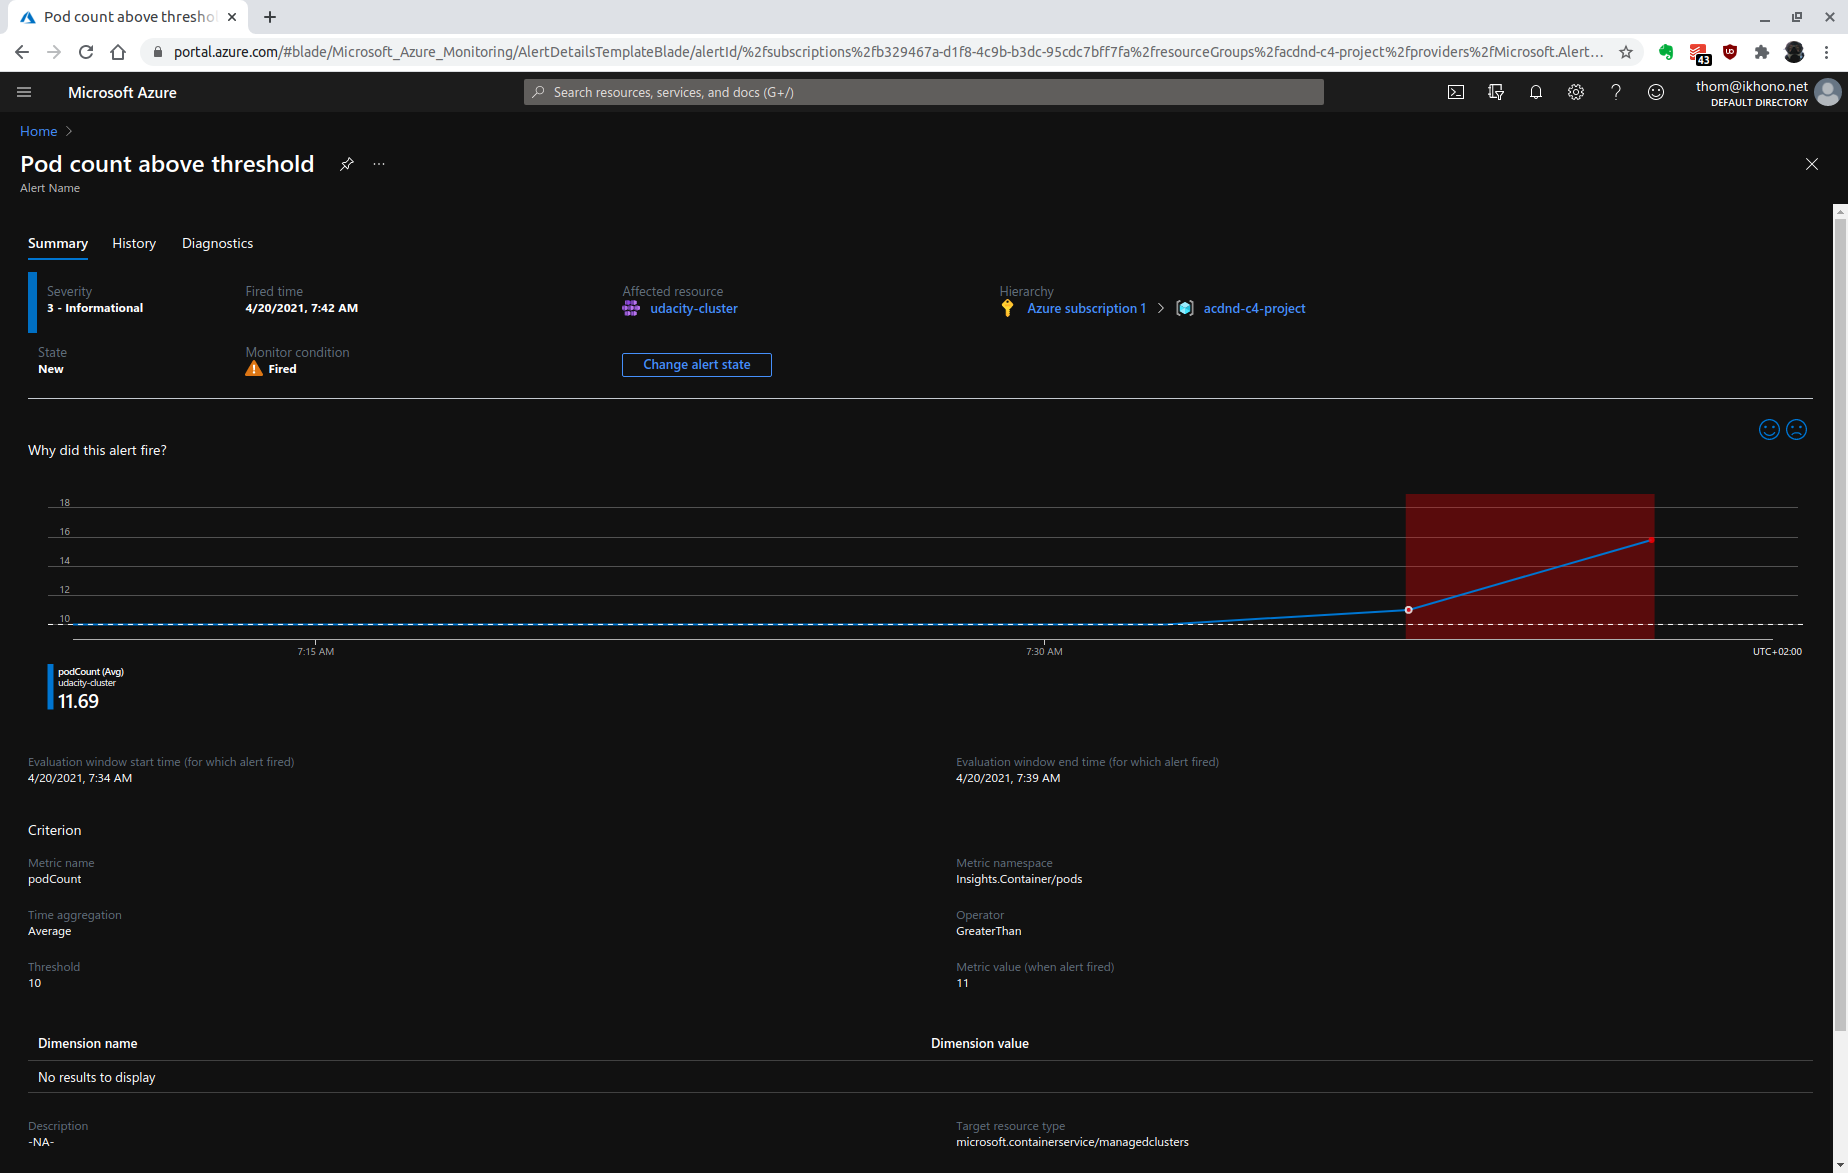 Pod count above thresho
portal.azure.com/#blade/Microsoft_Azure_Monitoring/AlertDetailsTemplateBlade/alertId/%2fsubscriptions%2fb329467a-d1f8-4c9b-b3dc-95cdc7bff7fa%2fresourceGroups%2facdnd-c4-project%2fproviders%2fMicrosoft.Alert...
43
Microsoft Azure
Search resources, services, and docs (G+/)
thom@ikhono.net
DEFAULT DIRECTORY
Home
Pod count above threshold
Alert Name
Summary History Diagnostics
Severity Fired time Affected resource Hierarchy
3 - Informational 4/20/2021, 7:42 AM udacity-cluster Azure subscription 1 > acdnd-c4-project
State Monitor condition
New Fired Change alert state
Why did this alert fire?
18
16
14
12
10
7:15 AM 7:30 AM UTC+02:00
podCount (Avg)
udacity-cluster
11.69
Evaluation window start time (for which alert fired) Evaluation window end time (for which alert fired)
4/20/2021, 7:34 AM 4/20/2021, 7:39 AM
Criterion
Metric name Metric namespace
podCount Insights.Container/pods
Time aggregation Operator
Average GreaterThan
Threshold Metric value (when alert fired)
10 11
Dimension name Dimension value
No results to display
Description Target resource type
-NA- microsoft.containerservice/managedclusters